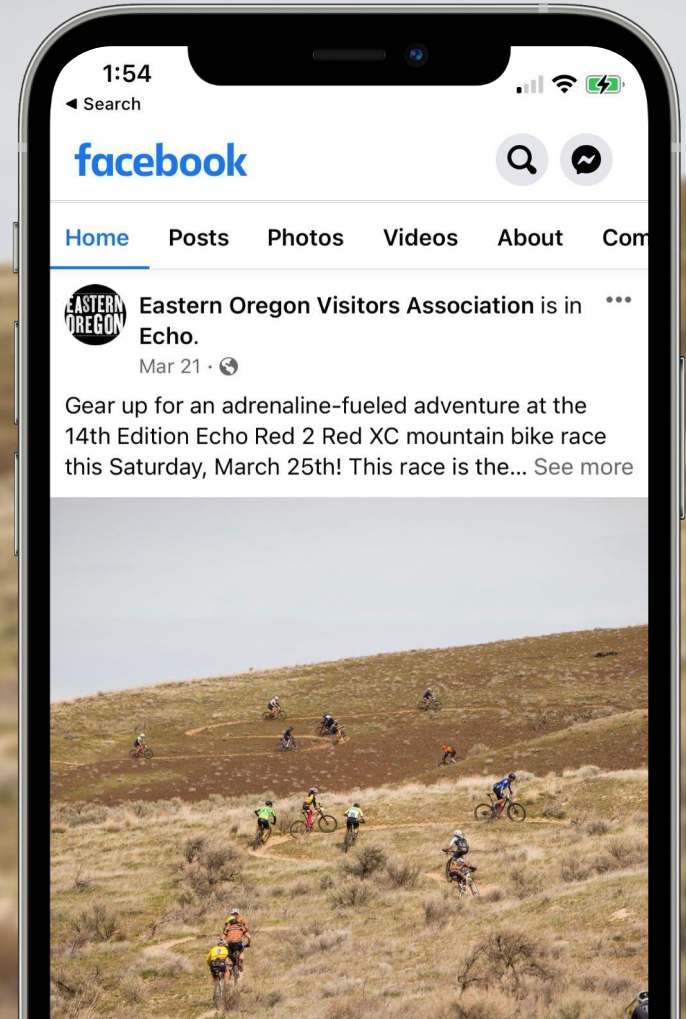 1:54
◀ Search
facebook
Home Posts Photos Videos About Com
EASTERN
OREGON
Eastern Oregon Visitors Association is in
Echo.
Mar 21 ·
Gear up for an adrenaline-fueled adventure at the
14th Edition Echo Red 2 Red XC mountain bike race
this Saturday, March 25th! This race is the... See more